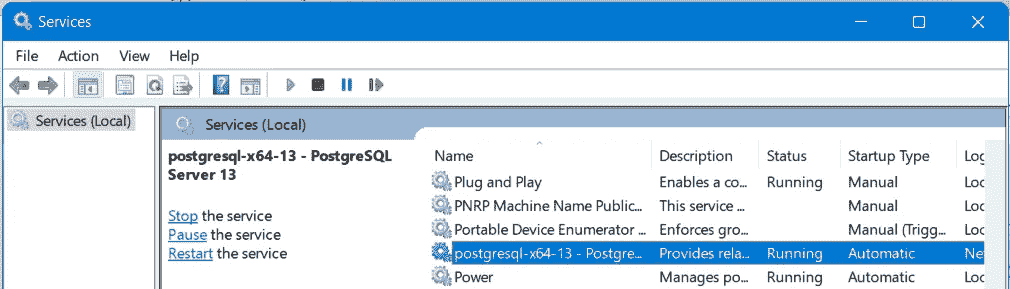 Services
File Action View Help
Services (Local)
Services (Local)
postgresql-x64-13 - PostgreSQL
Server 13
Stop the service
Pause the service
Restart the service
Name Description Status Startup Type Log
Plug and Play Enables a co... Running Manual Loc
PNRP Machine Name Public... This service ... Manual Loc
Portable Device Enumerator ... Enforces gro... Manual (Trigg... Loc
postgresql-x64-13 - Postgre... Provides rela... Running Automatic Ne
Power Manages po... Running Automatic Loc